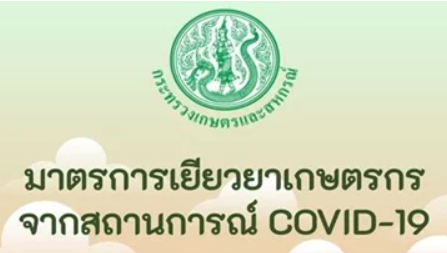 กระทรวงเกษตรและสหกรณ์
มาตรการเยียวยาเกษตรกร
จากสถานการณ์ COVID-19